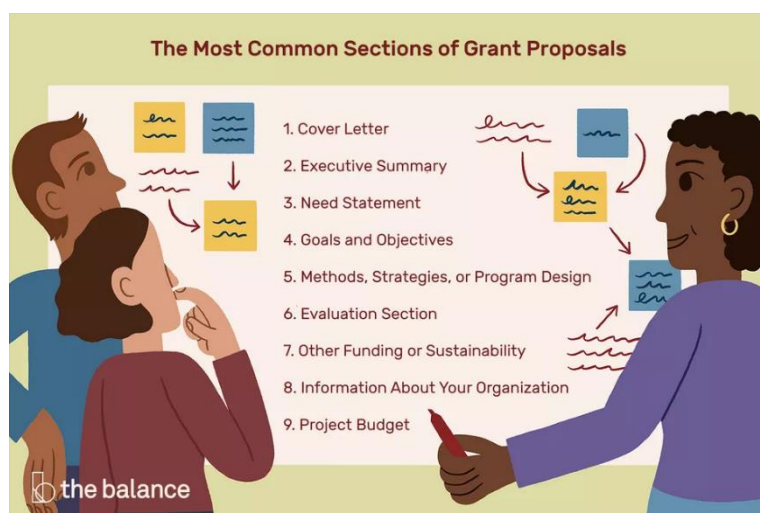 The Most Common Sections of Grant Proposals
1. Cover Letter
2. Executive Summary
3. Need Statement
4. Goals and Objectives
5. Methods, Strategies, or Program Design
6. Evaluation Section
7. Other Funding or Sustainability
8. Information About Your Organization
9. Project Budget
the balance